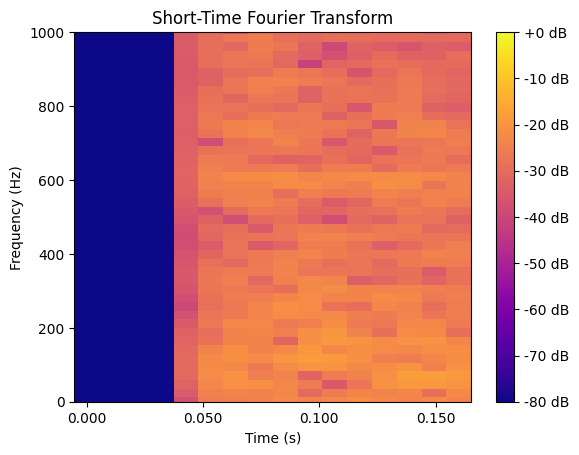 Short-Time Fourier Transform
Frequency (Hz)
1000
800
600
400
200
0
0.000
0.050
0.100
0.150
Time (s)
+0 dB
-10 dB
-20 dB
-30 dB
-40 dB
-50 dB
-60 dB
-70 dB
-80 dB